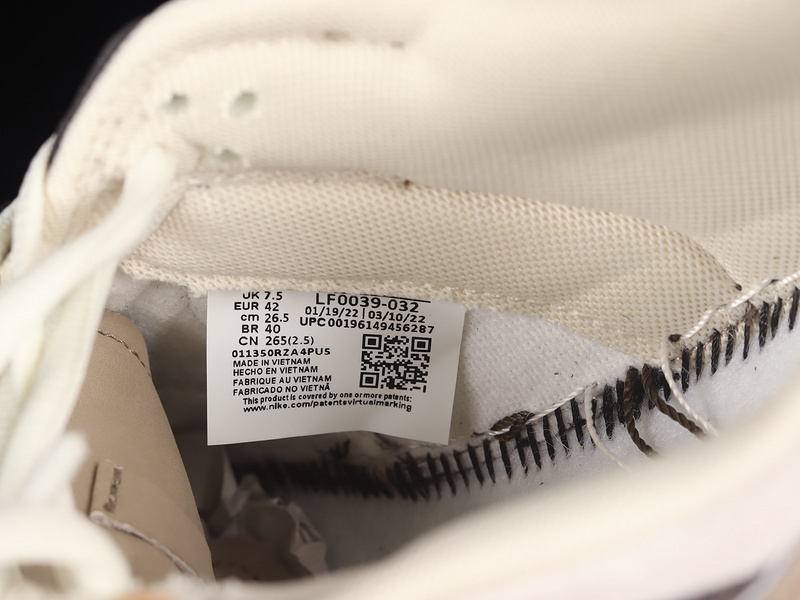 UK 7.5
EUR 42
cm 26.5
BR 40
CN 265(2.5)
LF0039-032
01/19/22 | 03/10/22
UPC00196149456287
011350RZA4PUS
MADE IN VIETNAM
HECHO EN VIETNAM
FABRIQUE AU VIETNAM
FABRICADO NO VIETNÃ
This product is covered by one or more patents:
www.nike.com/patentsvirtualmarking